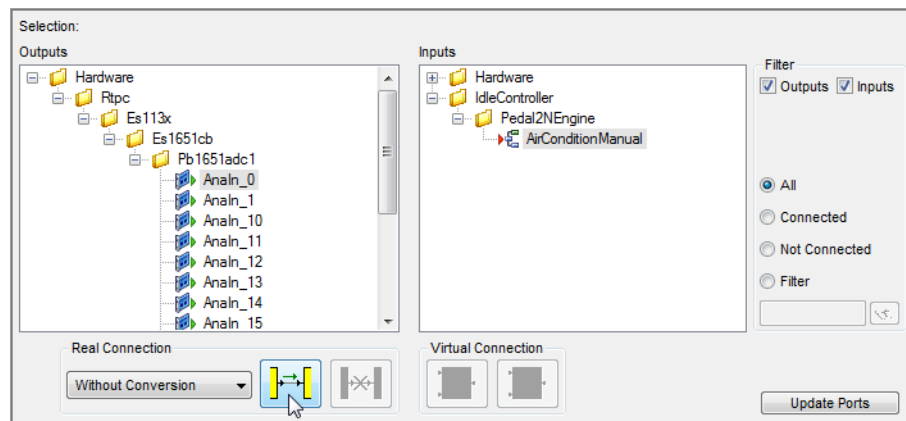 Selection:
Outputs
Inputs
Filter
Outputs Inputs
Hardware
Rtpc
Es113x
Es1651cb
Pb1651adc1
AnaIn_0
AnaIn_1
AnaIn_10
AnaIn_11
AnaIn_12
AnaIn_13
AnaIn_14
AnaIn_15
Hardware
IdleController
Pedal2NEngine
AirConditionManual
All
Connected
Not Connected
Filter
Real Connection
Without Conversion
Virtual Connection
Update Ports